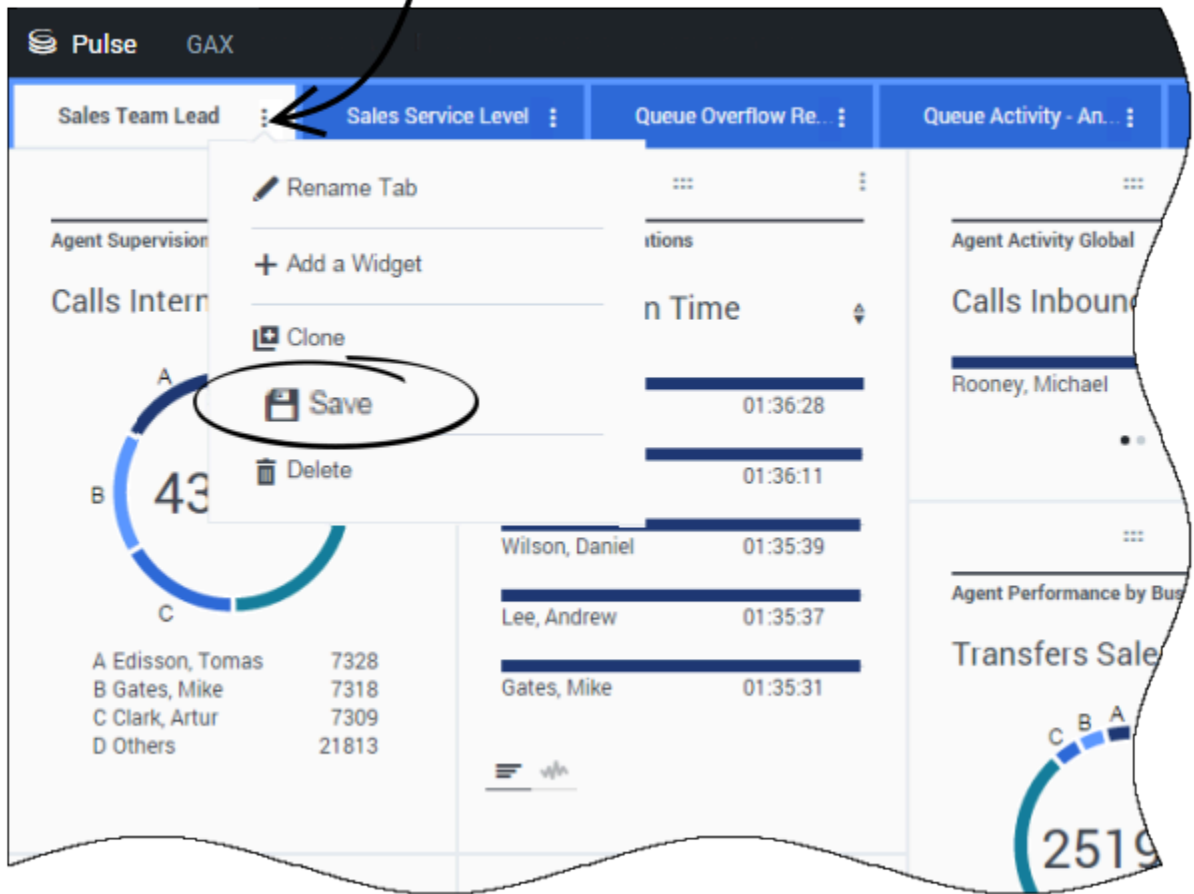 Pulse GAX
Sales Team Lead
Sales Service Level
Queue Overflow Re...
Queue Activity - An...
Rename Tab
Add a Widget
Clone
Save
Delete
Agent Supervision
Calls Intern
A
B
C
43
A Edisson, Tomas 7328
B Gates, Mike 7318
C Clark, Artur 7309
D Others 21813
ations
n Time
01:36:28
01:36:11
Wilson, Daniel 01:35:39
Lee, Andrew 01:35:37
Gates, Mike 01:35:31
Agent Activity Global
Calls Inbound
Rooney, Michael
Agent Performance by Bus
Transfers Sale
C B A
2519